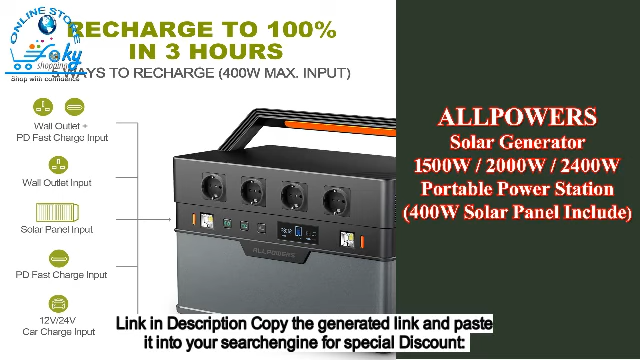 ONLINE STORE
Foky
shopping
Shop with confidence
RECHARGE TO 100%
IN 3 HOURS
5 WAYS TO RECHARGE (400W MAX. INPUT)
Wall Outlet +
PD Fast Charge Input
Wall Outlet Input
Solar Panel Input
PD Fast Charge Input
12V/24V
Car Charge Input
ALLPOWERS
ALLPOWERS
Solar Generator
1500W / 2000W / 2400W
Portable Power Station
(400W Solar Panel Include)
Link in Description Copy the generated link and paste
it into your searchengine for special Discount: